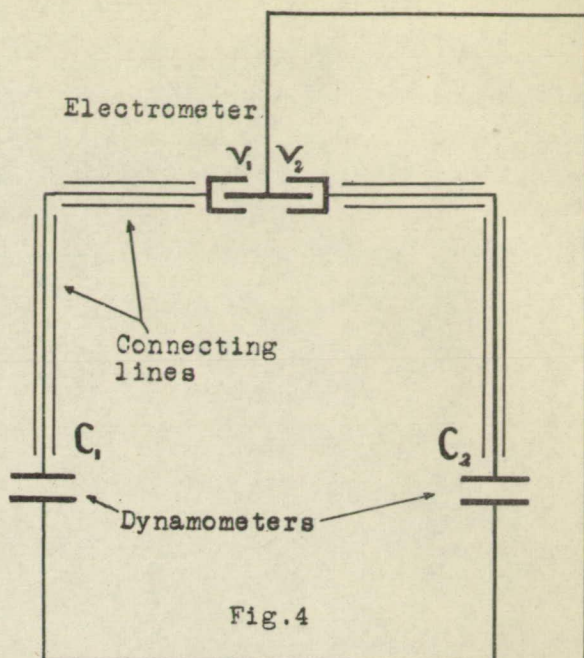 Electrometer
V₁ V₂
Connecting
lines
C₁ C₂
Dynamometers
Fig.4